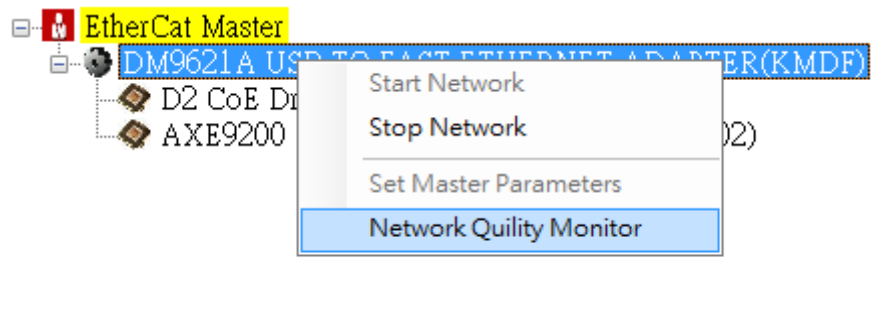 EtherCat Master
DM9621A USB TO FAST ETHERNET ADAPTER(KMDF)
D2 CoE Dr
AXE9200 02)
Start Network
Stop Network
Set Master Parameters
Network Quility Monitor